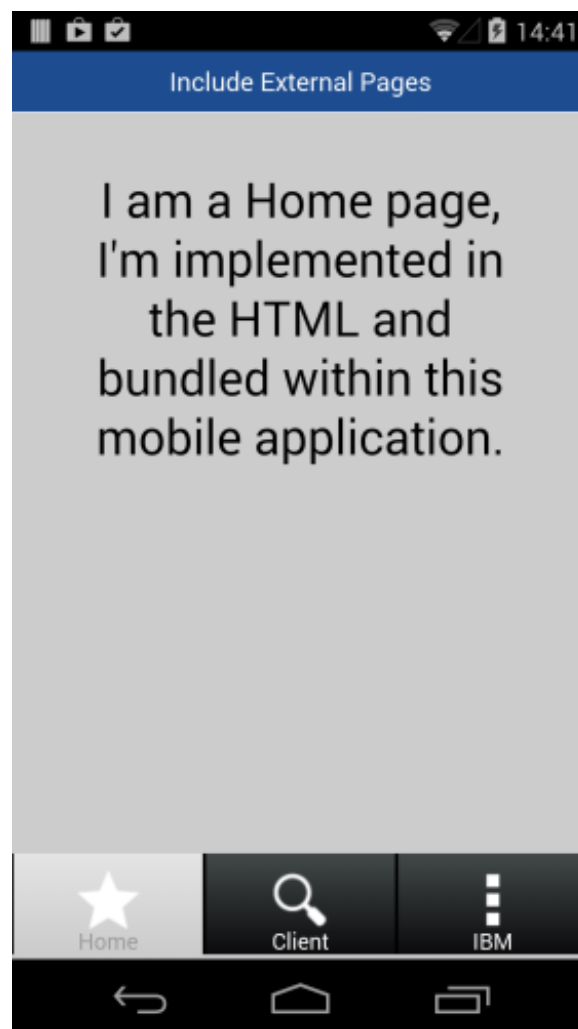 14:41
Include External Pages
I am a Home page,
I'm implemented in
the HTML and
bundled within this
mobile application.
Home
Client
IBM